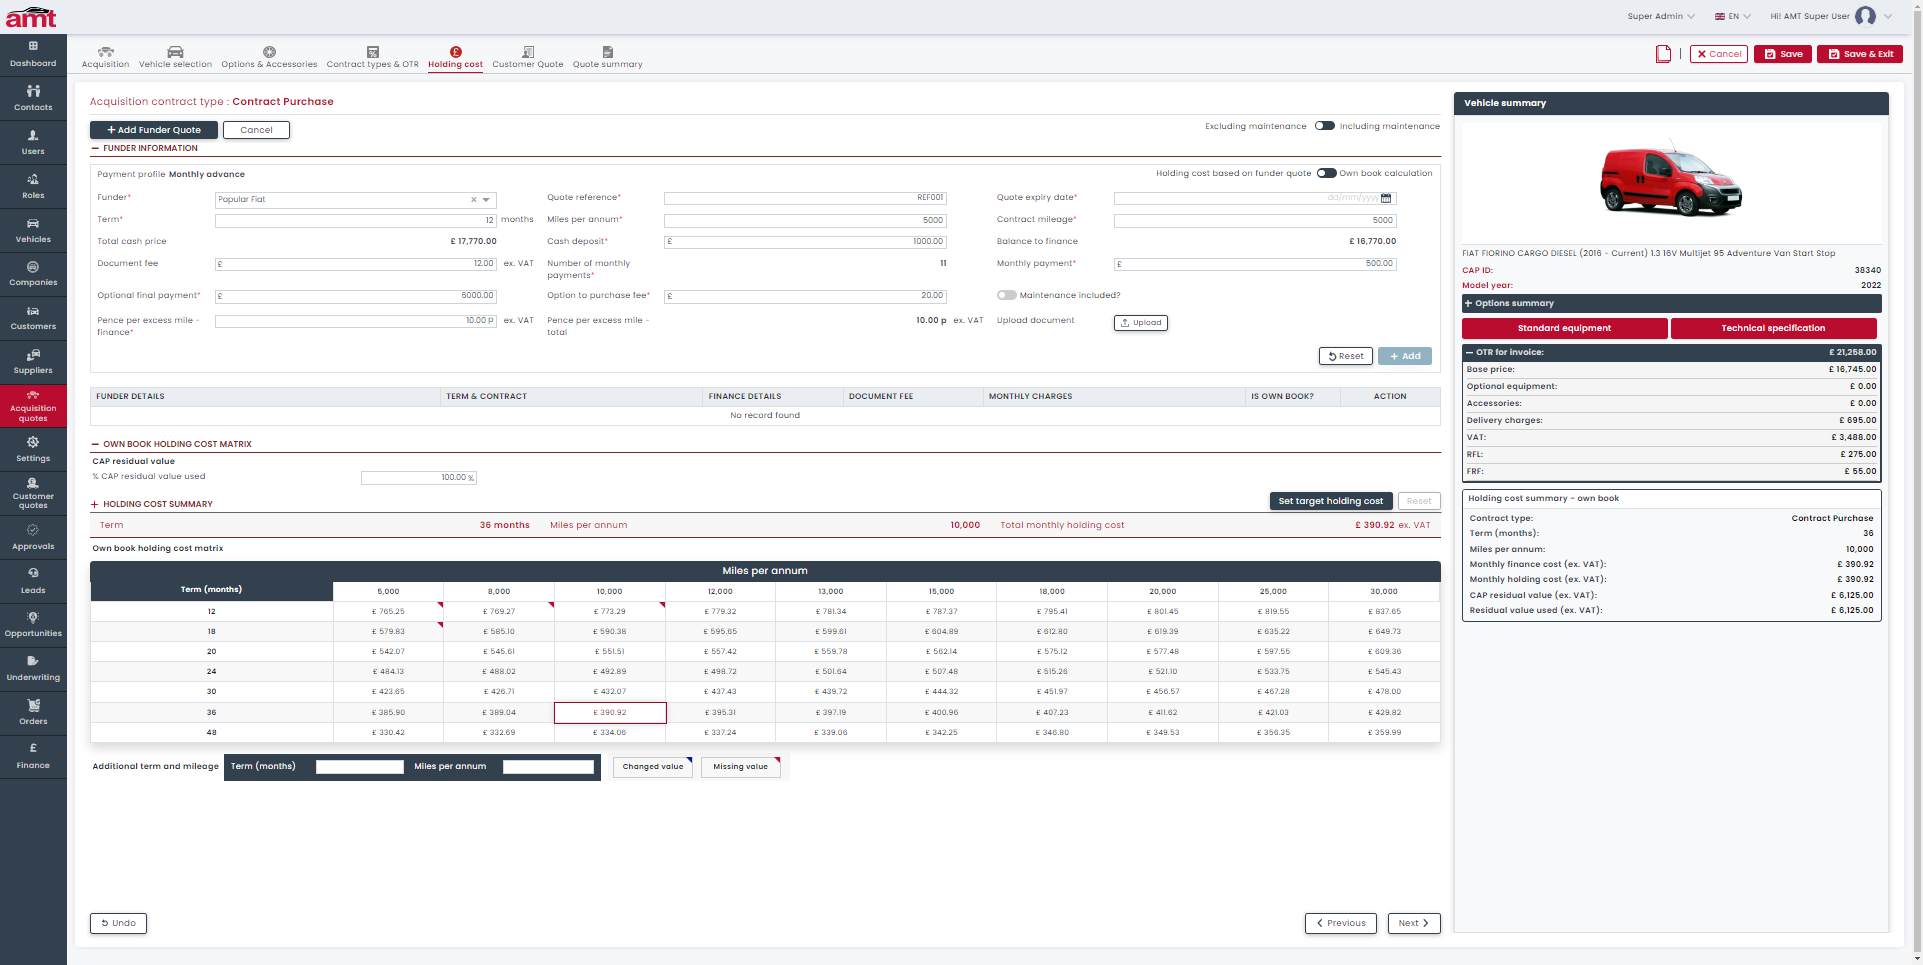 amt
Super Admin
EN
Hi! AMT Super User
Dashboard
Contacts
Users
Roles
Vehicles
Companies
Customers
Suppliers
Acquisition
quotes
Settings
Customer
quotes
Approvals
Leads
Opportunities
Underwriting
Orders
Finance
Acquisition
Vehicle selection
Options & Accessories
Contract types & OTR
Holding cost
Customer Quote
Quote summary
Cancel
Save
Save & Exit
Acquisition contract type : Contract Purchase
+ Add Funder Quote
Cancel
Excluding maintenance
Including maintenance
FUNDER INFORMATION
Payment profile Monthly advance
Holding cost based on funder quote
Own book calculation
Funder* Popular Fiat
Quote reference* REF001
Quote expiry date* dd/mm/yyyy
Term* 12 months
Miles per annum* 5000
Contract mileage* 5000
Total cash price £ 17,770.00
Cash deposit* £ 1000.00
Balance to finance £ 16,770.00
Document fee £ 12.00 ex. VAT
Number of monthly
payments* 11
Monthly payment* £ 500.00
Optional final payment* £ 6000.00
Option to purchase fee* £ 20.00
Maintenance included?
Pence per excess mile -
finance* 10.00 p ex. VAT
Pence per excess mile -
total 10.00 p ex. VAT
Upload document Upload
Reset
+ Add
FUNDER DETAILS TERM & CONTRACT FINANCE DETAILS DOCUMENT FEE MONTHLY CHARGES IS OWN BOOK? ACTION
No record found
OWN BOOK HOLDING COST MATRIX
CAP residual value
% CAP residual value used 100.00 %
HOLDING COST SUMMARY
Set target holding cost
Reset
Term 36 months Miles per annum 10,000 Total monthly holding cost £ 390.92 ex. VAT
Own book holding cost matrix
Miles per annum
Term (months) 5,000 8,000 10,000 12,000 13,000 15,000 18,000 20,000 25,000 30,000
12 £ 765.25 £ 769.27 £ 773.29 £ 779.32 £ 781.34 £ 787.37 £ 795.41 £ 801.45 £ 819.55 £ 837.65
18 £ 579.83 £ 585.10 £ 590.38 £ 595.65 £ 599.61 £ 604.89 £ 612.80 £ 619.39 £ 635.22 £ 649.73
20 £ 542.07 £ 545.61 £ 551.51 £ 557.42 £ 559.78 £ 562.14 £ 575.12 £ 577.48 £ 597.55 £ 609.36
24 £ 484.13 £ 488.02 £ 492.89 £ 498.72 £ 501.64 £ 507.48 £ 515.26 £ 521.10 £ 533.75 £ 545.43
30 £ 423.65 £ 426.71 £ 432.07 £ 437.43 £ 439.72 £ 444.32 £ 451.97 £ 456.57 £ 467.28 £ 478.00
36 £ 385.90 £ 389.04 £ 390.92 £ 395.31 £ 397.19 £ 400.96 £ 407.23 £ 411.62 £ 421.03 £ 429.82
48 £ 330.42 £ 332.69 £ 334.06 £ 337.24 £ 339.06 £ 342.25 £ 346.80 £ 349.53 £ 356.35 £ 359.99
Additional term and mileage Term (months) Miles per annum Changed value Missing value
Undo
Previous
Next
Vehicle summary
FIAT FIORINO CARGO DIESEL (2016 - Current) 1.3 16V Multijet 95 Adventure Van Start Stop
CAP ID: 38340
Model year: 2022
+ Options summary
Standard equipment
Technical specification
OTR for invoice: £ 21,258.00
Base price: £ 16,745.00
Optional equipment: £ 0.00
Accessories: £ 0.00
Delivery charges: £ 695.00
VAT: £ 3,488.00
RFL: £ 275.00
FRF: £ 55.00
Holding cost summary - own book
Contract type: Contract Purchase
Term (months): 36
Miles per annum: 10,000
Monthly finance cost (ex. VAT): £ 390.92
Monthly holding cost (ex. VAT): £ 390.92
CAP residual value (ex. VAT): £ 6,125.00
Residual value used (ex. VAT): £ 6,125.00